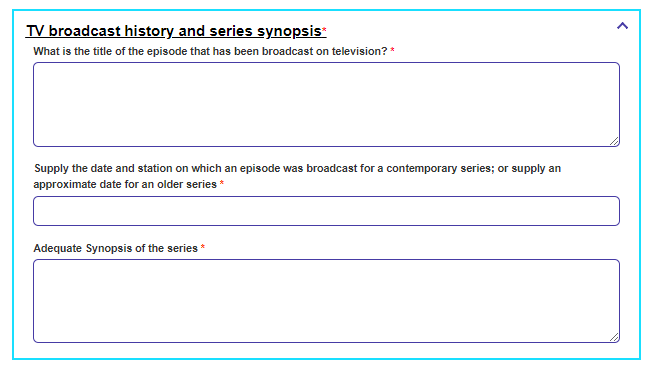 TV broadcast history and series synopsis*
What is the title of the episode that has been broadcast on television? *
Supply the date and station on which an episode was broadcast for a contemporary series; or supply an
approximate date for an older series *
Adequate Synopsis of the series *